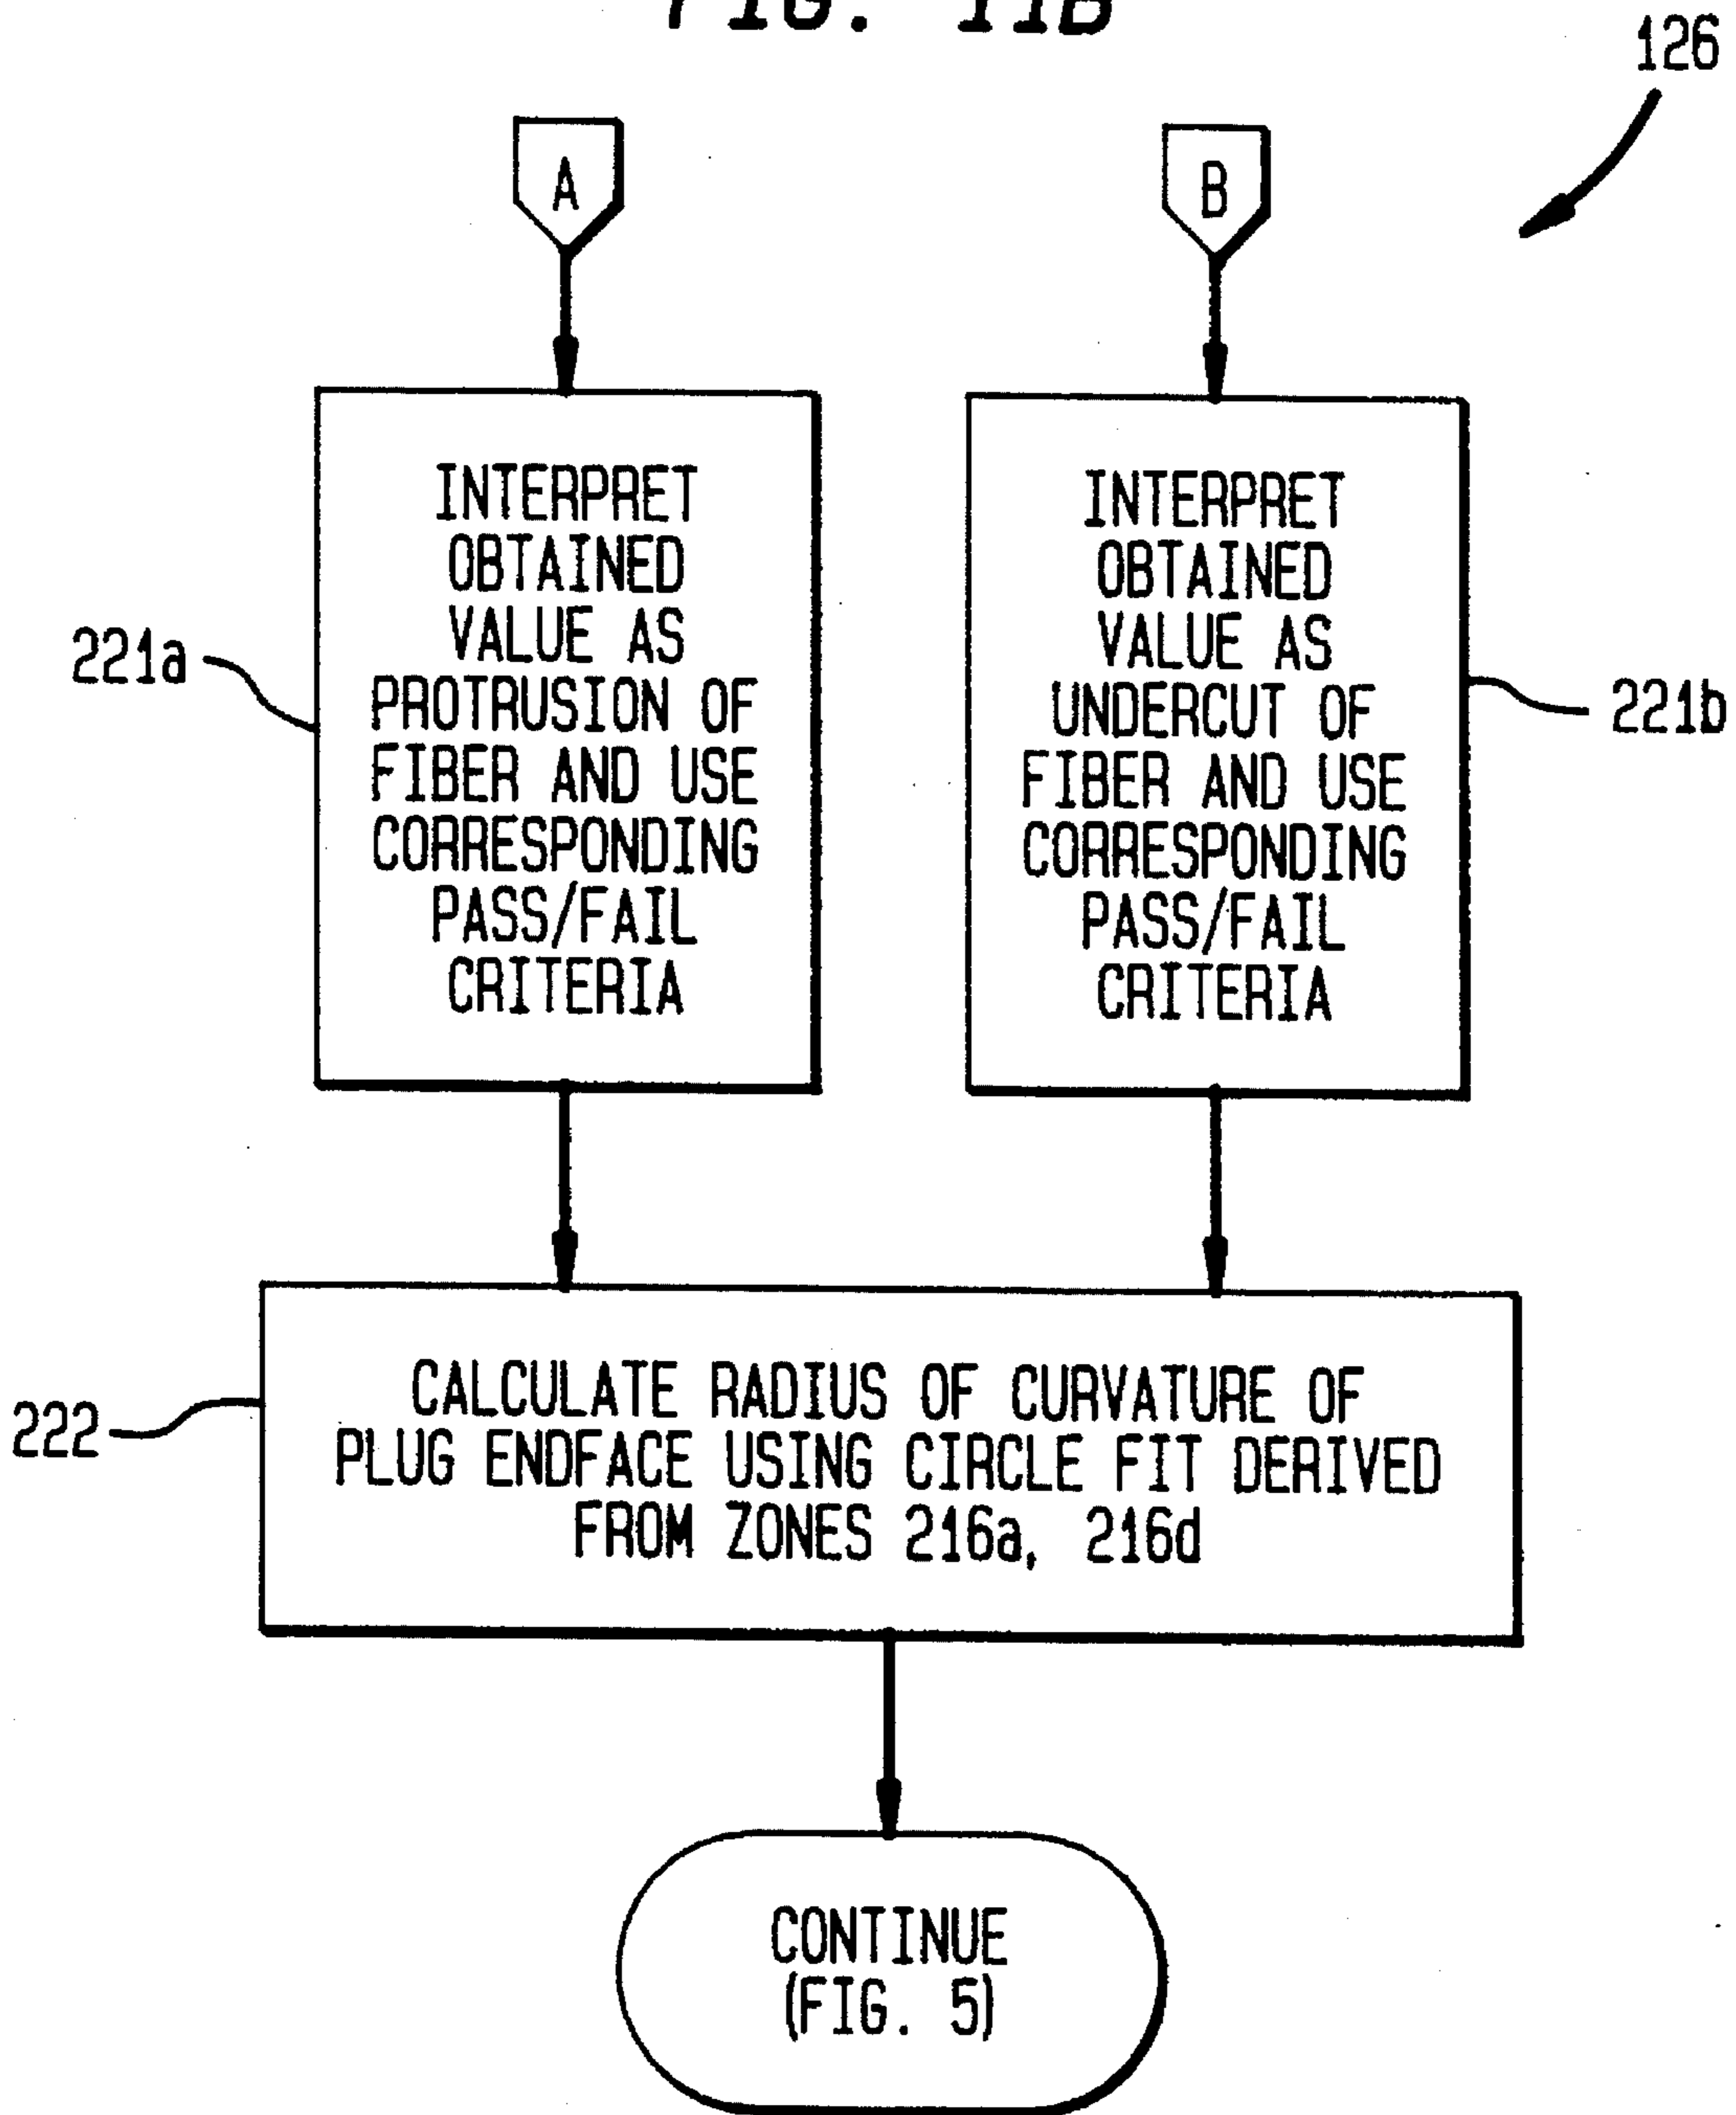 FIG. 11B
126
A
B
INTERPRET
OBTAINED
VALUE AS
PROTRUSION OF
FIBER AND USE
CORRESPONDING
PASS/FAIL
CRITERIA
221a
INTERPRET
OBTAINED
VALUE AS
UNDERCUT OF
FIBER AND USE
CORRESPONDING
PASS/FAIL
CRITERIA
221b
222
CALCULATE RADIUS OF CURVATURE OF
PLUG ENDFACE USING CIRCLE FIT DERIVED
FROM ZONES 216a, 216d
CONTINUE
(FIG. 5)